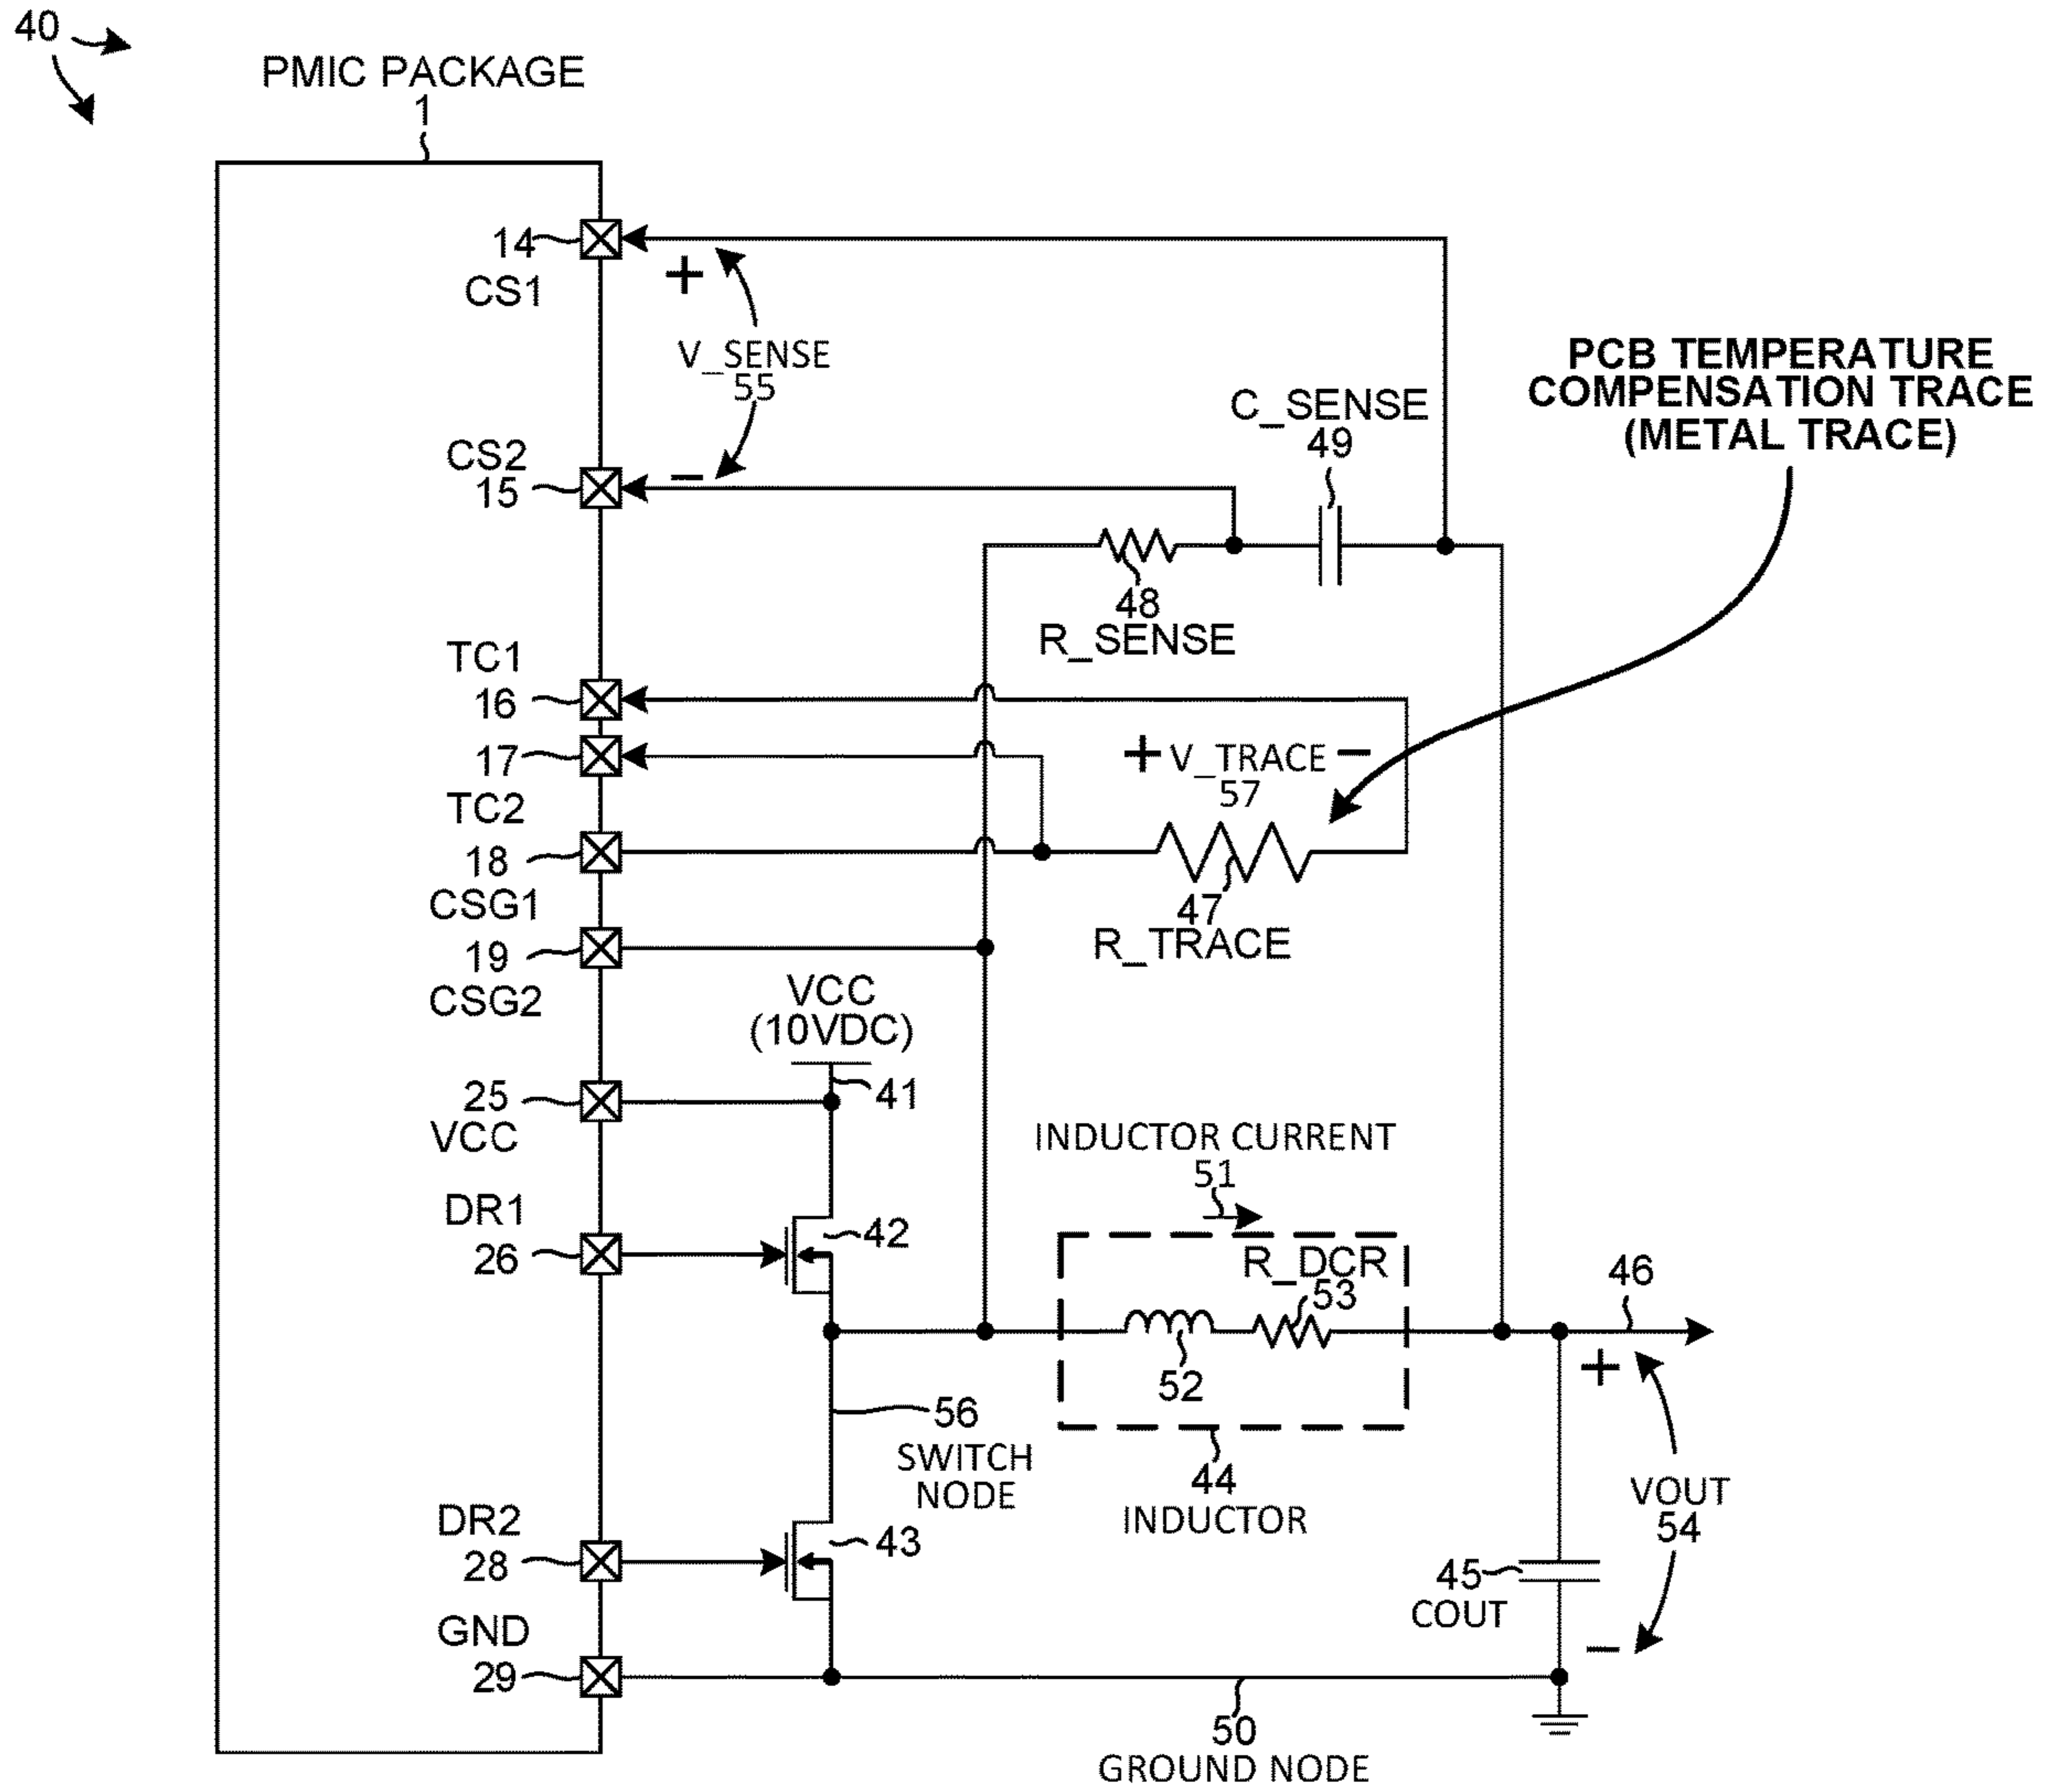 40
PMIC PACKAGE
1
14
CS1
+
V_SENSE
55
CS2
15
−
PCB TEMPERATURE
COMPENSATION TRACE
(METAL TRACE)
C_SENSE
49
48
R_SENSE
TC1
16
17
TC2
+ V_TRACE −
57
18
CSG1
47
R_TRACE
19
CSG2
VCC
(10VDC)
41
25
VCC
INDUCTOR CURRENT
51
DR1
26
42
R_DCR
53
52
46
+
56
SWITCH
NODE
44
INDUCTOR
VOUT
54
DR2
28
43
45
COUT
−
GND
29
50
GROUND NODE